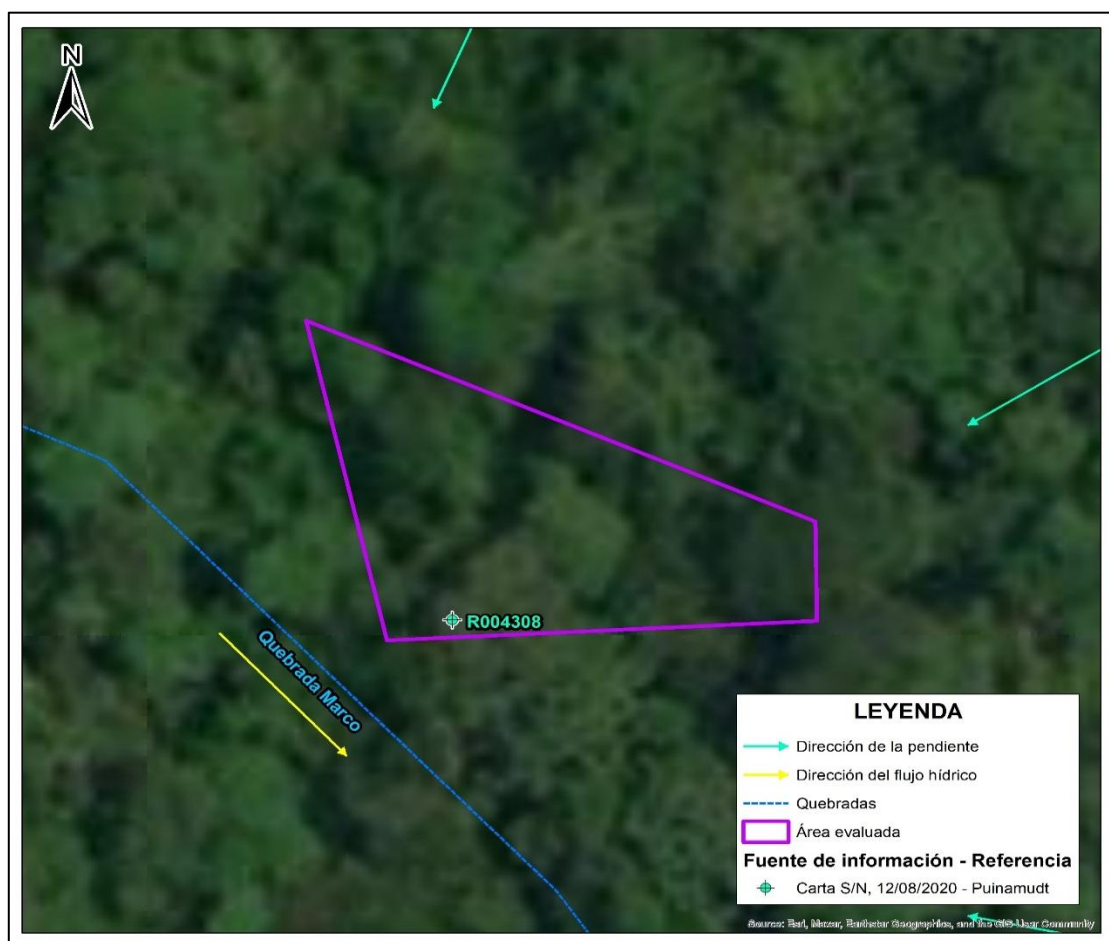 N
R004308
Quebrada Marco
LEYENDA
Dirección de la pendiente
Dirección del flujo hídrico
Quebradas
Área evaluada
Fuente de información - Referencia
Carta S/N, 12/08/2020 - Puinamudt
Source: Esri, Maxar, Earthstar Geographics, and the GIS User Community